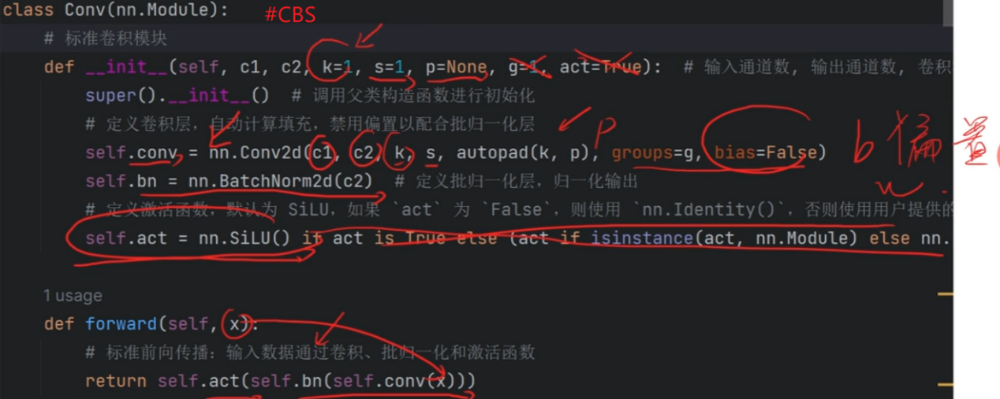 class Conv(nn.Module): #CBS
# 标准卷积模块
def __init__(self, c1, c2, k=1, s=1, p=None, g=1, act=True): # 输入通道数, 输出通道数, 卷积
super().__init__() # 调用父类构造函数进行初始化
# 定义卷积层，自动计算填充，禁用偏置以配合批归一化层
p
self.conv = nn.Conv2d(c1, c2, k, s, autopad(k, p), groups=g, bias=False) b 偏置
self.bn = nn.BatchNorm2d(c2) # 定义批归一化层，归一化输出
# 定义激活函数，默认为 SiLU，如果 `act` 为 `False`，则使用 `nn.Identity()`，否则使用用户提供的
self.act = nn.SiLU() if act is True else (act if isinstance(act, nn.Module) else nn.
1 usage
def forward(self, x):
# 标准前向传播：输入数据通过卷积、批归一化和激活函数
return self.act(self.bn(self.conv(x)))